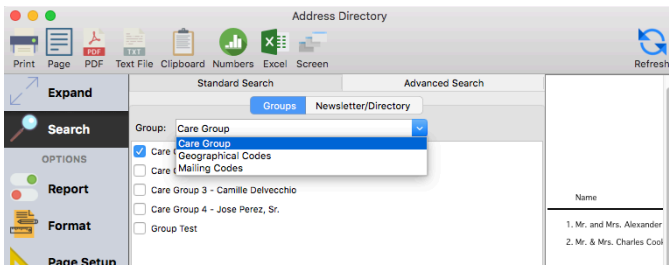 Address Directory
PDF
TXT
Print Page PDF Text File Clipboard Numbers Excel Screen Refresh
Expand
Search
OPTIONS
Report
Format
Page Setup
Standard Search Advanced Search
Groups Newsletter/Directory
Group: Care Group
Care Group
Geographical Codes
Mailing Codes
Care
Care
Care Group 3 - Camille Delvecchio
Care Group 4 - Jose Perez, Sr.
Group Test
Name
1. Mr. and Mrs. Alexander
2. Mr. & Mrs. Charles Cook